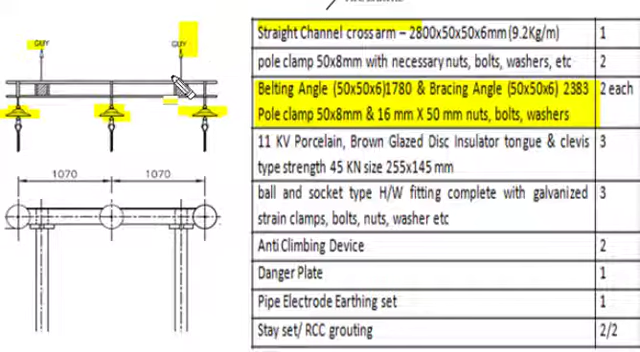 GUY
GUY
1070
1070
Straight Channel cross arm – 2800x50x50x6mm (9.2Kg/m) 1
pole clamp 50x8mm with necessary nuts, bolts, washers, etc 2
Belting Angle (50x50x6)1780 & Bracing Angle (50x50x6) 2383 2 each
Pole clamp 50x8mm & 16 mm X 50 mm nuts, bolts, washers
11 KV Porcelain, Brown Glazed Disc Insulator tongue & clevis 3
type strength 45 KN size 255x145 mm
ball and socket type H/W fitting complete with galvanized 3
strain clamps, bolts, nuts, washer etc
Anti Climbing Device 2
Danger Plate 1
Pipe Electrode Earthing set 1
Stay set/ RCC grouting 2/2